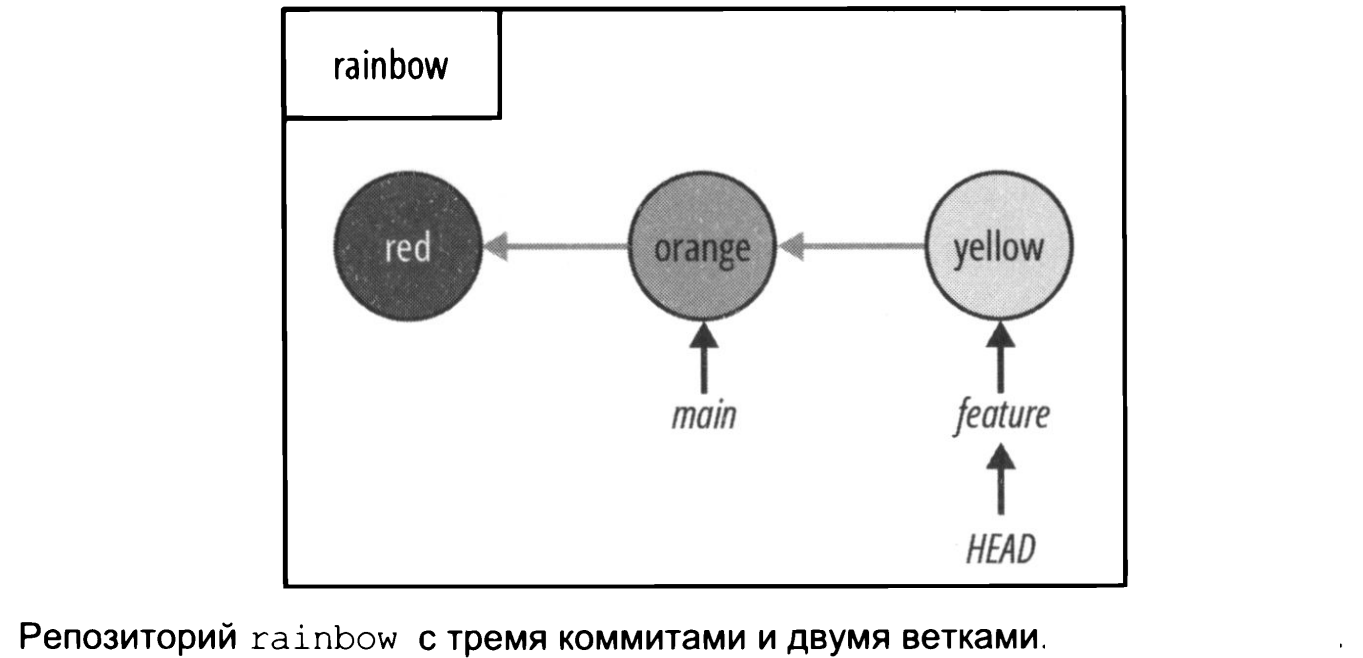 rainbow
red
orange
yellow
main
feature
HEAD
Репозиторий rainbow с тремя коммитами и двумя ветками.